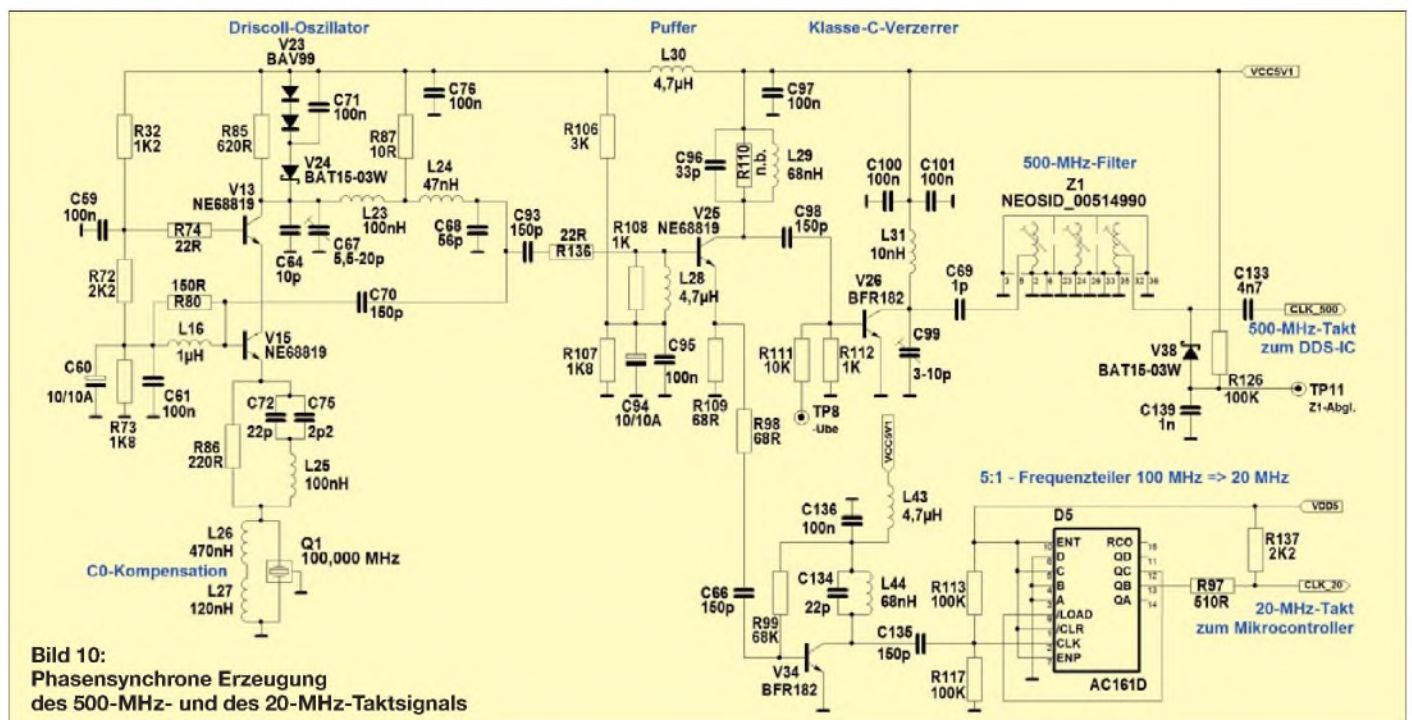 Driscoll-Oszillator
Puffer
Klasse-C-Verzerrer
V23
BAV99
L30
4,7µH
VCC5V1
C71
100n
C76
100n
C97
100n
R32
1K2
R85
620R
R87
10R
R106
3K
C96
33p
R110
n.b.
L29
68nH
V24
BAT15-03W
L24
47nH
C100
100n
C101
100n
500-MHz-Filter
Z1
NEOSID_00514990
C59
100n
V13
NE68819
R74
22R
L23
100nH
C93
150p
22R
R136
R108
1K
V25
NE68819
C98
150p
L31
10nH
C64
10p
C67
5,5-20p
C68
56p
L28
4,7µH
V26
BFR182
C69
1p
C133
4n7
CLK_500
500-MHz-Takt
zum DDS-IC
R72
2K2
150R
R80
C70
150p
L16
1µH
V15
NE68819
R107
1K8
C95
100n
R111
10K
R112
1K
C99
3-10p
V38
BAT15-03W
R126
100K
TP11
Z1-Abgl.
C60
10/10A
R73
1K8
C61
100n
C72
22p
C75
2p2
C94
10/10A
R109
68R
R98
68R
TP8
-Ube
C139
1n
R86
220R
L25
100nH
VCC5V1
L43
4,7µH
5:1 - Frequenzteiler 100 MHz => 20 MHz
VDD5
C136
100n
D5
L26
470nH
Q1
100,000 MHz
C0-Kompensation
L27
120nH
C66
150p
R99
68K
C134
22p
L44
68nH
R113
100K
10 ENT RCO 15
D QD 11
C QC 12
B QB 13
A QA 14
/LOAD
/CLR
CLK
ENP
AC161D
R137
2K2
R97
510R
CLK_20
20-MHz-Takt
zum Mikrocontroller
C135
150p
V34
BFR182
R117
100K
Bild 10:
Phasensynchrone Erzeugung
des 500-MHz- und des 20-MHz-Taktsignals